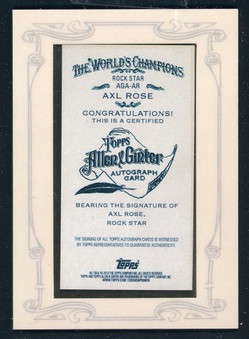 THE WORLD'S CHAMPIONS
ROCK STAR
AGA-AR
AXL ROSE
CONGRATULATIONS!
THIS IS A CERTIFIED
TOPPS
Allen & Ginter
AUTOGRAPH
CARD
BEARING THE SIGNATURE OF
AXL ROSE,
ROCK STAR
THE SIGNING OF ALL TOPPS AUTOGRAPH CARDS IS WITNESSED
BY TOPPS REPRESENTATIVES TO GUARANTEE AUTHENTICITY.
Topps